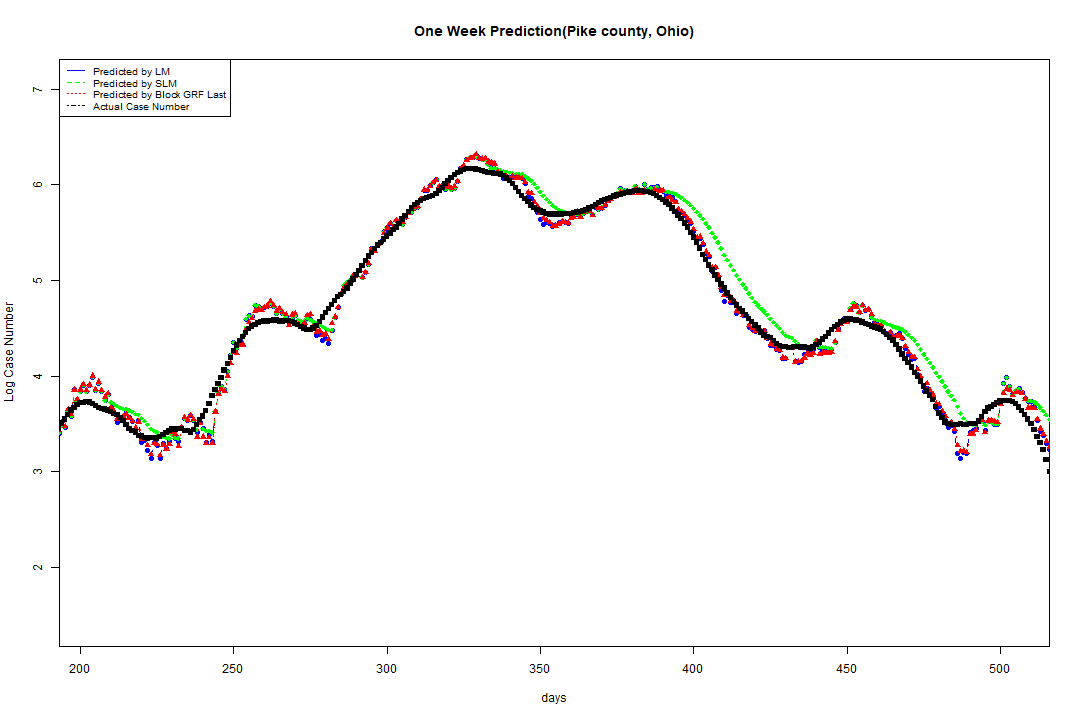 One Week Prediction(Pike county, Ohio)
Predicted by LM
Predicted by SLM
Predicted by Block GRF Last
Actual Case Number
7
6
5
4
3
2
Log Case Number
200 250 300 350 400 450 500
days